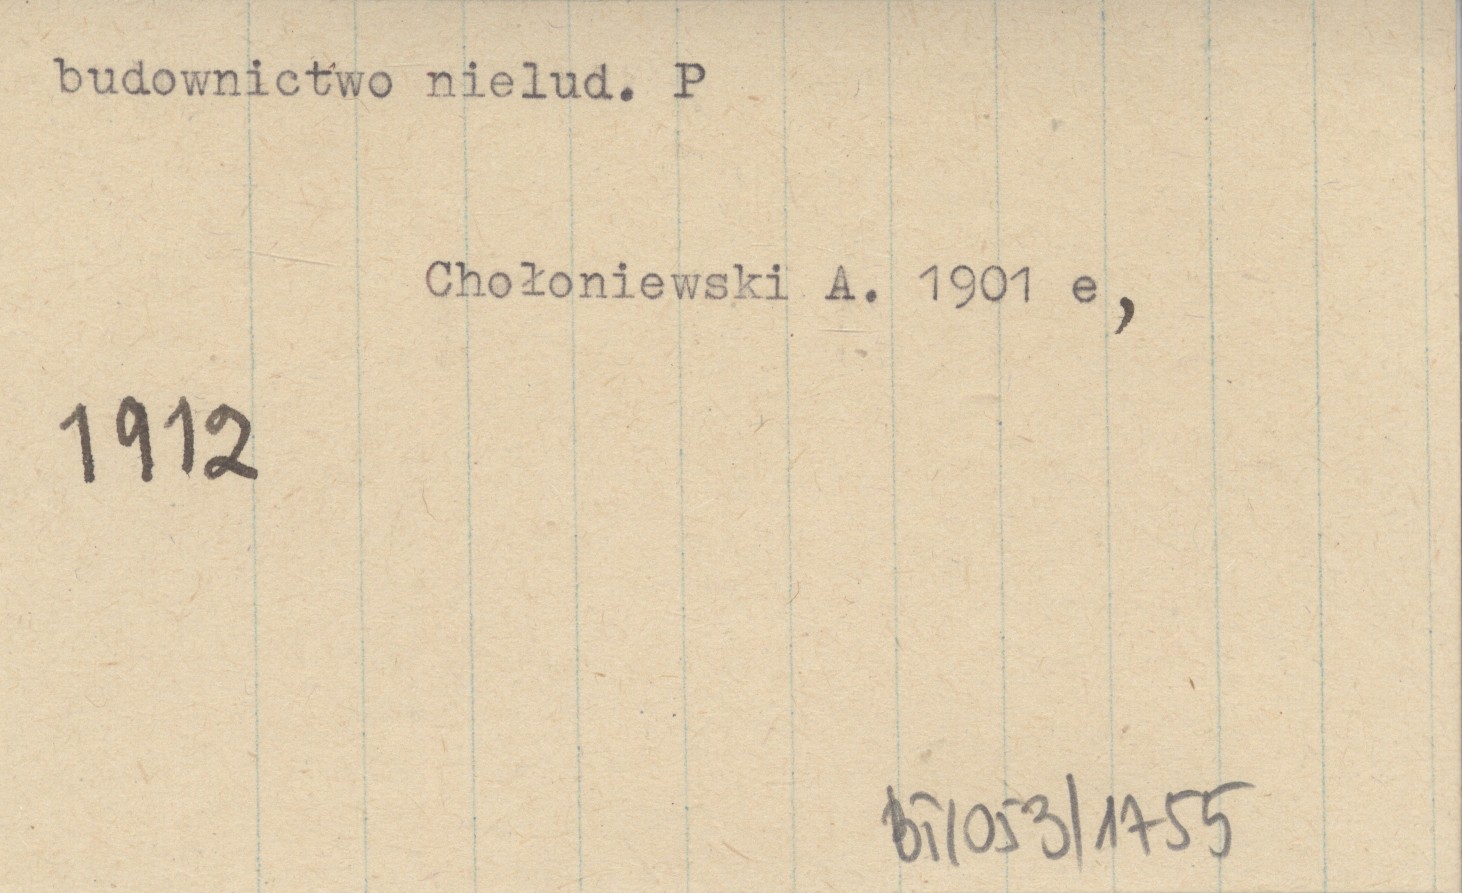 budownictwo nielud. P
Chołoniewski A. 1901 e,
1912
BI/053/1755